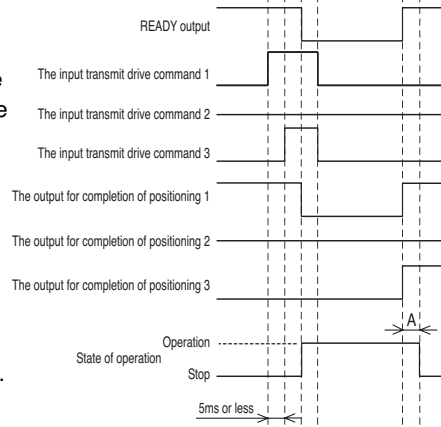 READY output
e
The input transmit drive command 1
e
The input transmit drive command 2
The input transmit drive command 3
The output for completion of positioning 1
The output for completion of positioning 2
The output for completion of positioning 3
A
Operation
State of operation
Stop
.
5ms or less